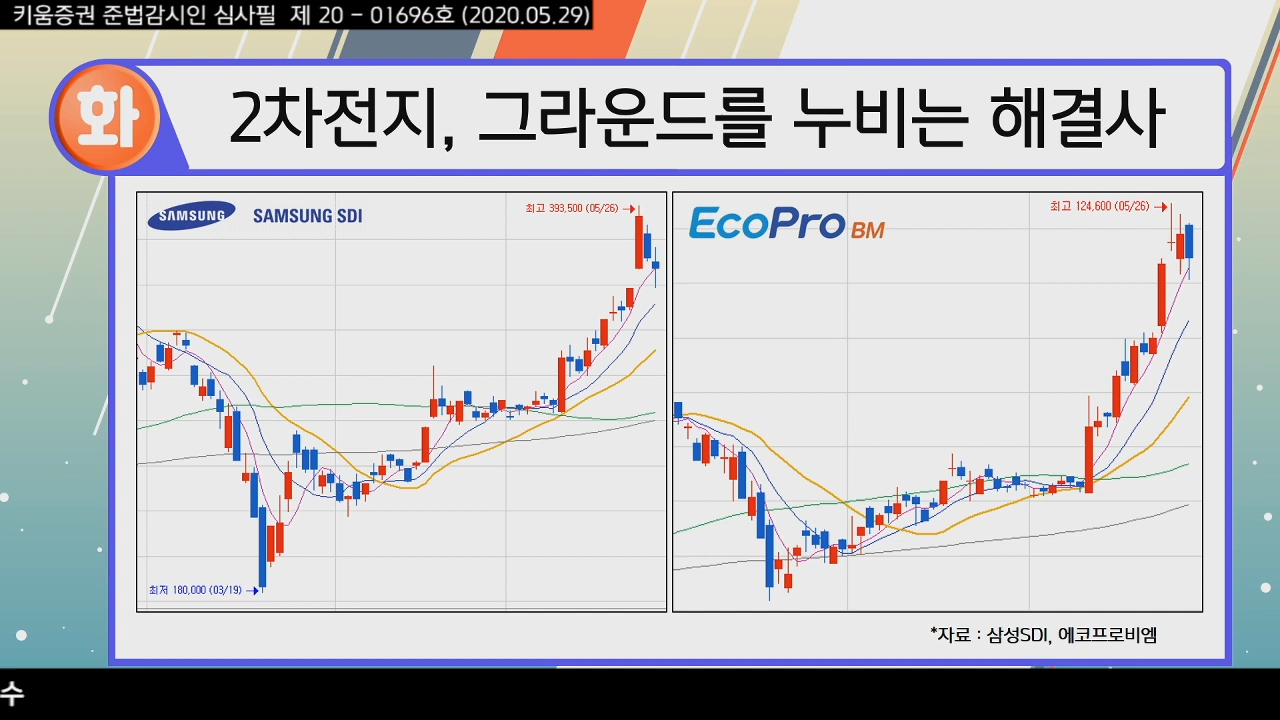 키움증권 준법감시인 심사필 제 20 - 01696호 (2020.05.29)
화
2차전지, 그라운드를 누비는 해결사
SAMSUNG SAMSUNG SDI
최고 393,500 (05/26)
최저 180,000 (03/19)
EcoPro BM
최고 124,600 (05/26)
*자료 : 삼성SDI, 에코프로비엠
수